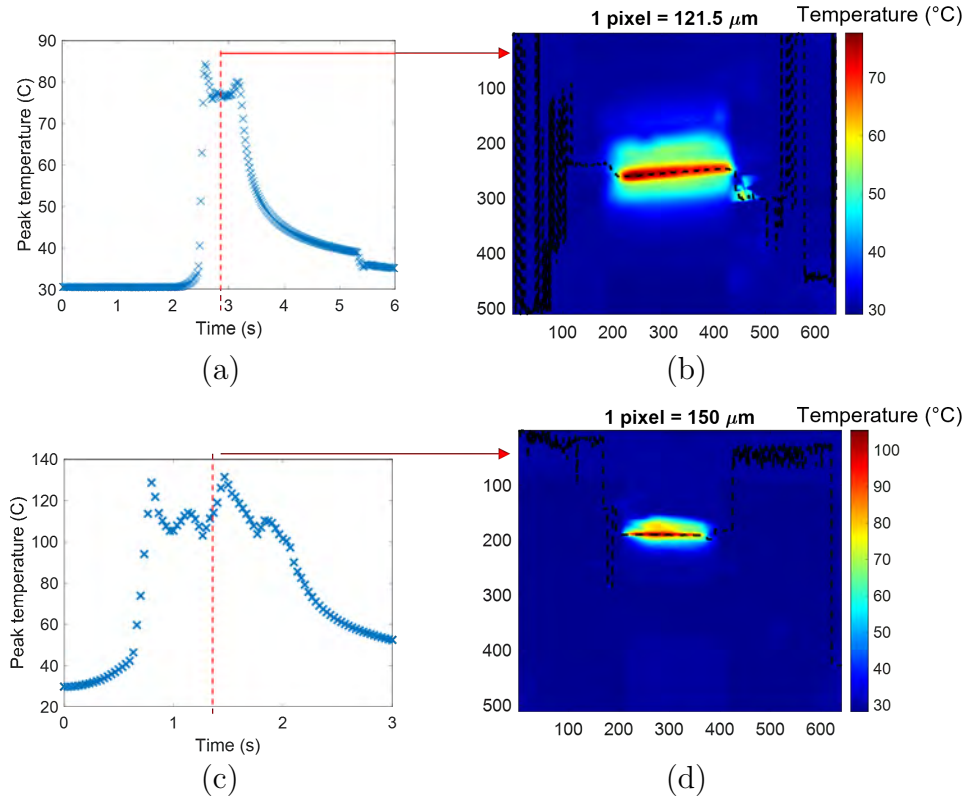 1 pixel = 121.5 μm
Temperature (°C)
90
80
70
60
50
40
30
Peak temperature (C)
0 1 2 3 4 5 6
Time (s)
(a)
100
200
300
400
500
100 200 300 400 500 600
70
60
50
40
30
(b)
1 pixel = 150 μm
Temperature (°C)
140
120
100
80
60
40
20
Peak temperature (C)
0 1 2 3
Time (s)
(c)
100
200
300
400
500
100 200 300 400 500 600
100
90
80
70
60
50
40
30
(d)